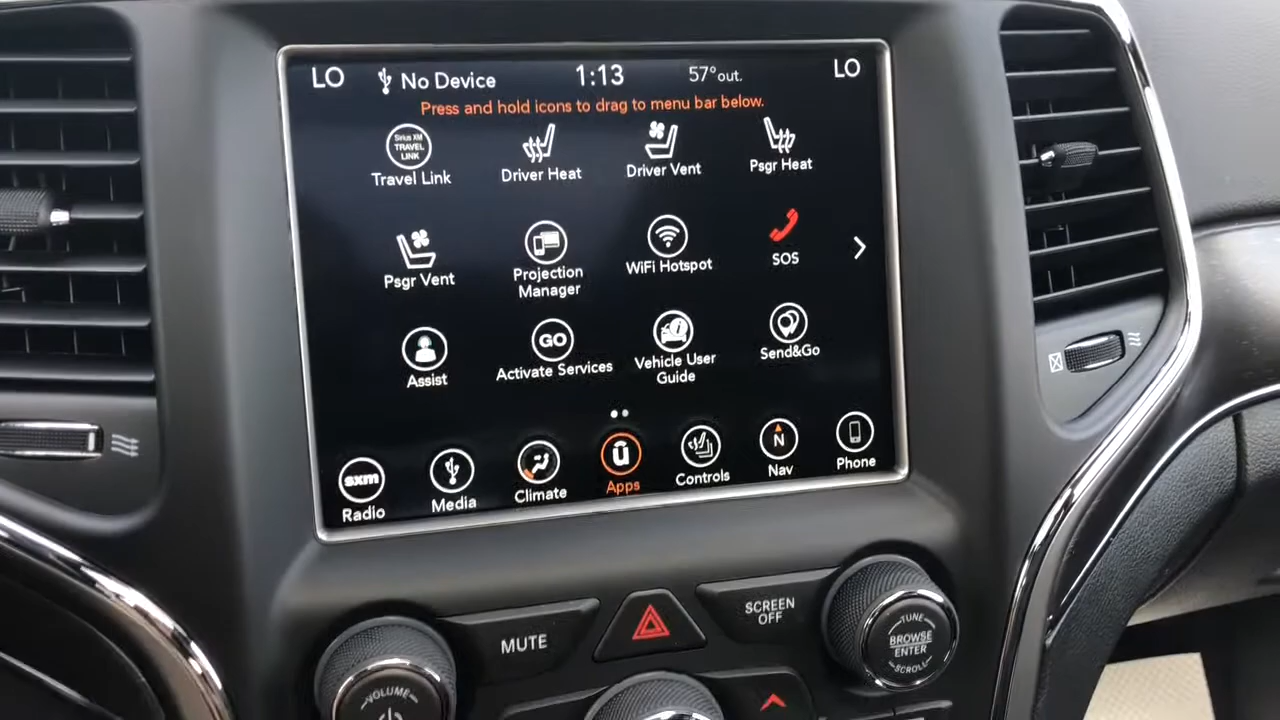 LO No Device 1:13 57°out. LO
Press and hold icons to drag to menu bar below.
Sirius XM
TRAVEL
LINK
Travel Link Driver Heat Driver Vent Psgr Heat
Psgr Vent Projection Manager WiFi Hotspot SOS
GO
Assist Activate Services Vehicle User Guide Send&Go
sxm N
Radio Media Climate Apps Controls Nav Phone
MUTE
SCREEN
OFF
VOLUME
TUNE
BROWSE
ENTER
SCROLL